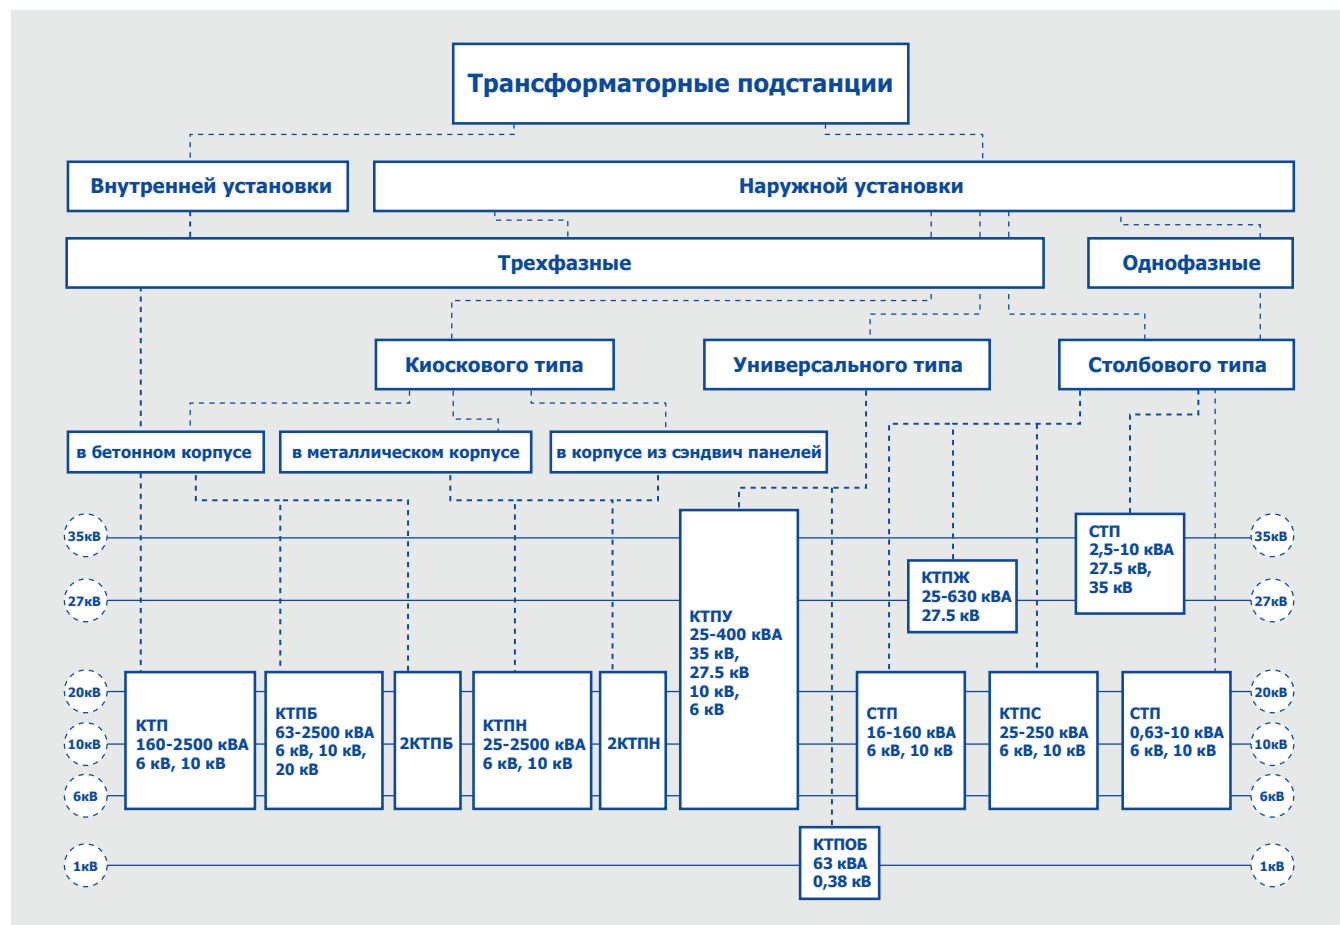 Трансформаторные подстанции
Внутренней установки
Наружной установки
Трехфазные
Однофазные
Киоскового типа
Универсального типа
Столбового типа
в бетонном корпусе
в металлическом корпусе
в корпусе из сэндвич панелей
35кВ
27кВ
20кВ
10кВ
6кВ
1кВ
КТП
160-2500 кВА
6 кВ, 10 кВ
КТПБ
63-2500 кВА
6 кВ, 10 кВ,
20 кВ
2КТПБ
КТПН
25-2500 кВА
6 кВ, 10 кВ
2КТПН
КТПУ
25-400 кВА
35 кВ,
27.5 кВ
10 кВ,
6 кВ
КТПОБ
63 кВА
0,38 кВ
СТП
16-160 кВА
6 кВ, 10 кВ
КТПЖ
25-630 кВА
27.5 кВ
КТПС
25-250 кВА
6 кВ, 10 кВ
СТП
2,5-10 кВА
27.5 кВ,
35 кВ
СТП
0,63-10 кВА
6 кВ, 10 кВ
35кВ
27кВ
20кВ
10кВ
6кВ
1кВ